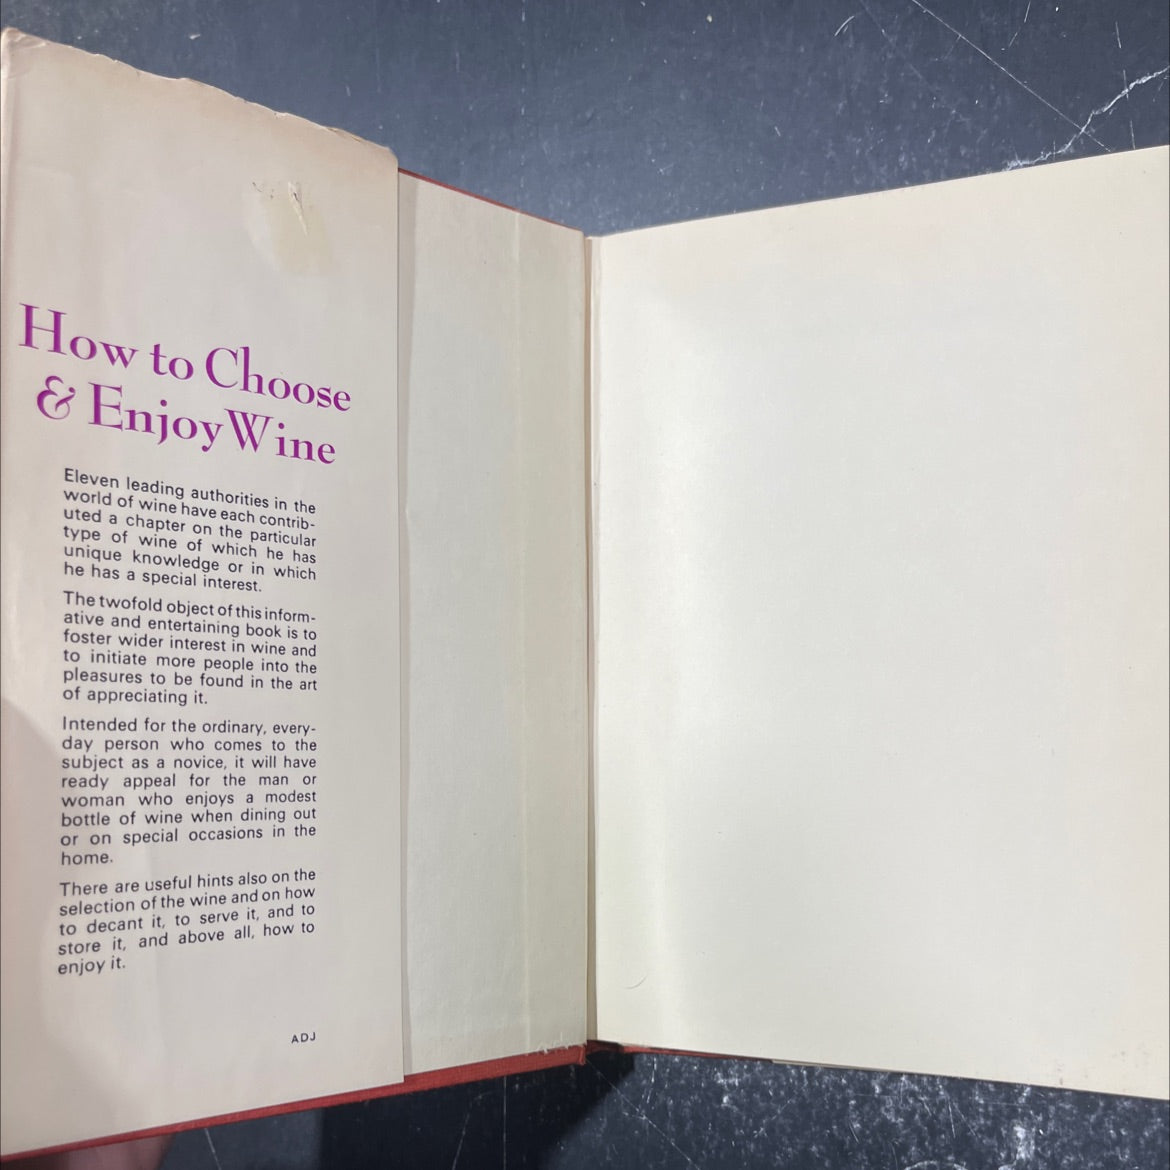 How to Choose
& Enjoy Wine
Eleven leading authorities in the
world of wine have each contrib-
uted a chapter on the particular
type of wine of which he has
unique knowledge or in which
he has a special interest.
The twofold object of this inform-
ative and entertaining book is to
foster wider interest in wine and
to initiate more people into the
pleasures to be found in the art
of appreciating it.
Intended for the ordinary, every-
day person who comes to the
subject as a novice, it will have
ready appeal for the man or
woman who enjoys a modest
bottle of wine when dining out
or on special occasions in the
home.
There are useful hints also on the
selection of the wine and on how
to decant it, to serve it, and to
store it, and above all, how to
enjoy it.
ADJ